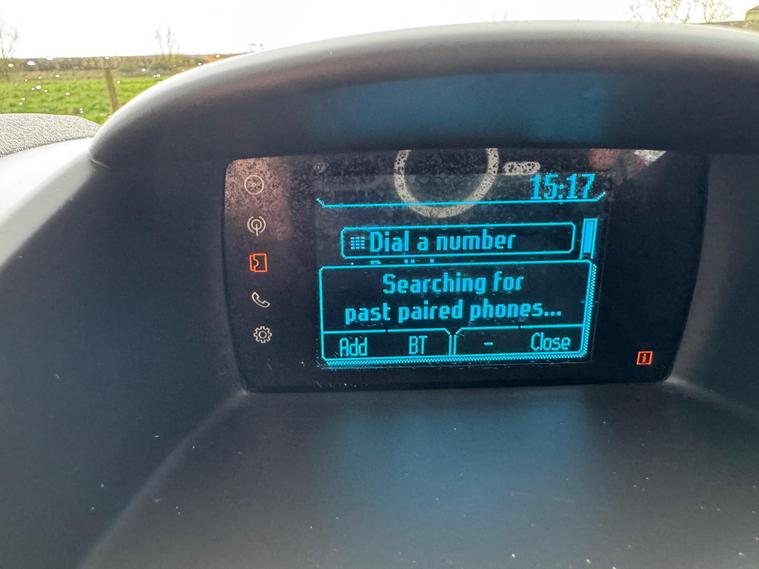 15:17
Dial a number
Searching for
past paired phones...
Add BT - Close